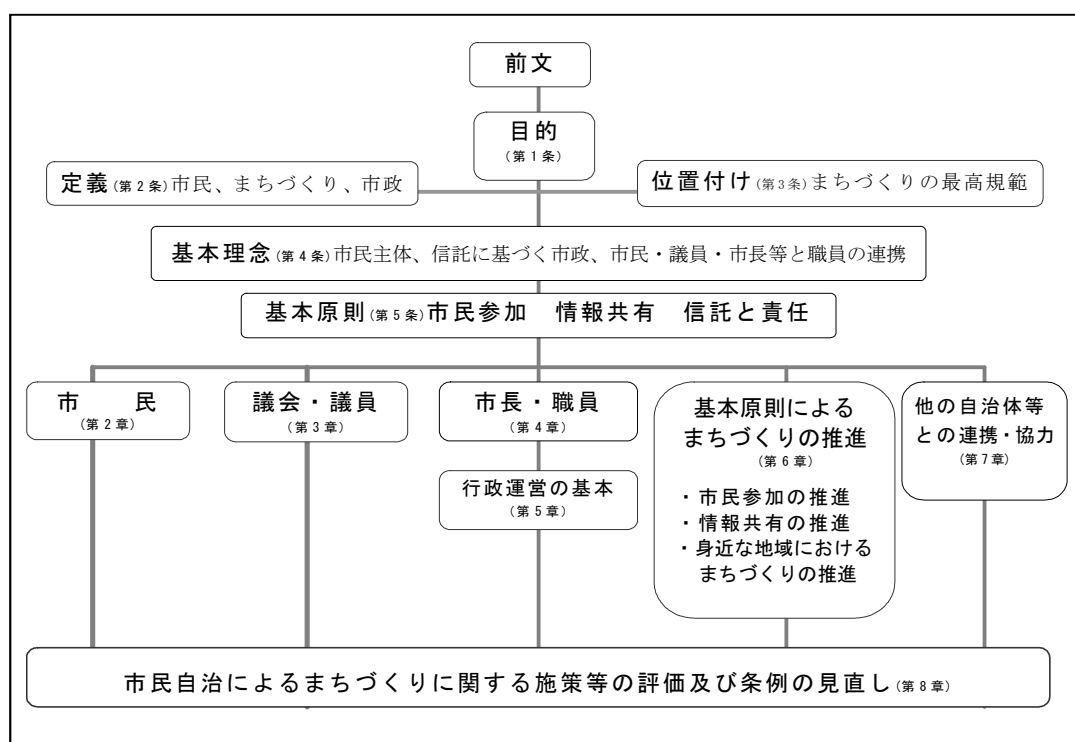 前文
目的
(第1条)
定義(第2条)市民、まちづくり、市政
位置付け(第3条)まちづくりの最高規範
基本理念(第4条)市民主体、信託に基づく市政、市民・議員・市長等と職員の連携
基本原則(第5条)市民参加　情報共有　信託と責任
市　　民
(第2章)
議会・議員
(第3章)
市長・職員
(第4章)
行政運営の基本
(第5章)
基本原則による
まちづくりの推進
(第6章)
・市民参加の推進
・情報共有の推進
・身近な地域における
まちづくりの推進
他の自治体等
との連携・協力
(第7章)
市民自治によるまちづくりに関する施策等の評価及び条例の見直し(第8章)